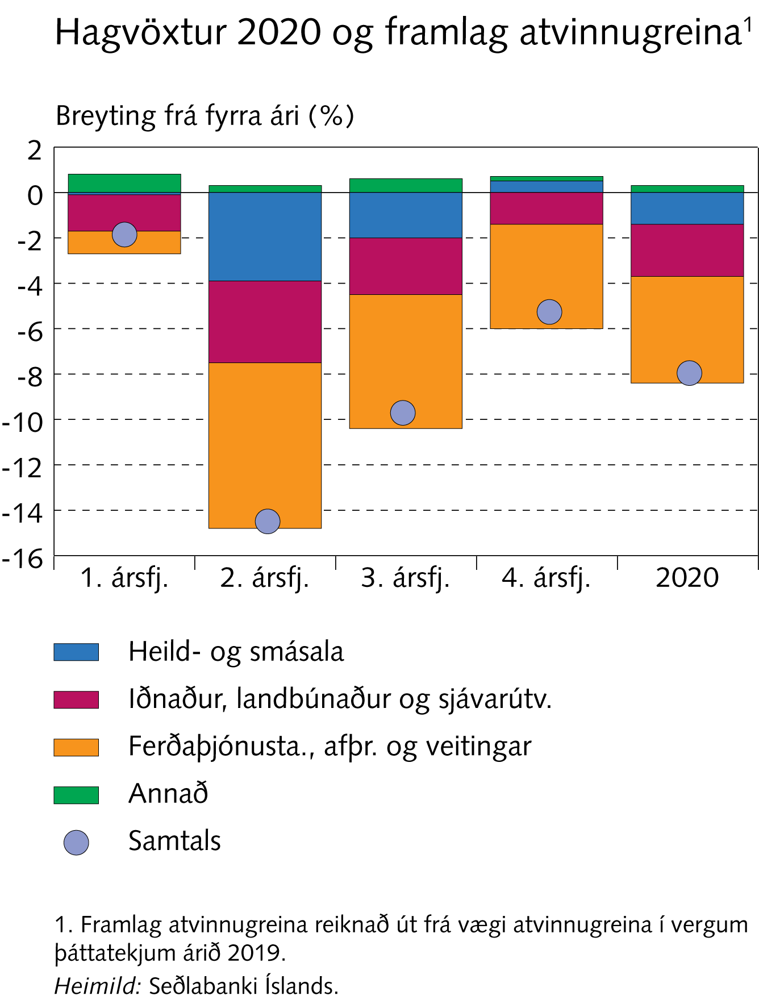 Hagvöxtur 2020 og framlag atvinnugreina¹
Breyting frá fyrra ári (%)
2
0
-2
-4
-6
-8
-10
-12
-14
-16
1. ársfj. 2. ársfj. 3. ársfj. 4. ársfj. 2020
Heild- og smásala
Iðnaður, landbúnaður og sjávarútv.
Ferðaþjónusta., afþr. og veitingar
Annað
Samtals
1. Framlag atvinnugreina reiknað út frá vægi atvinnugreina í vergum
þáttatekjum árið 2019.
Heimild: Seðlabanki Íslands.